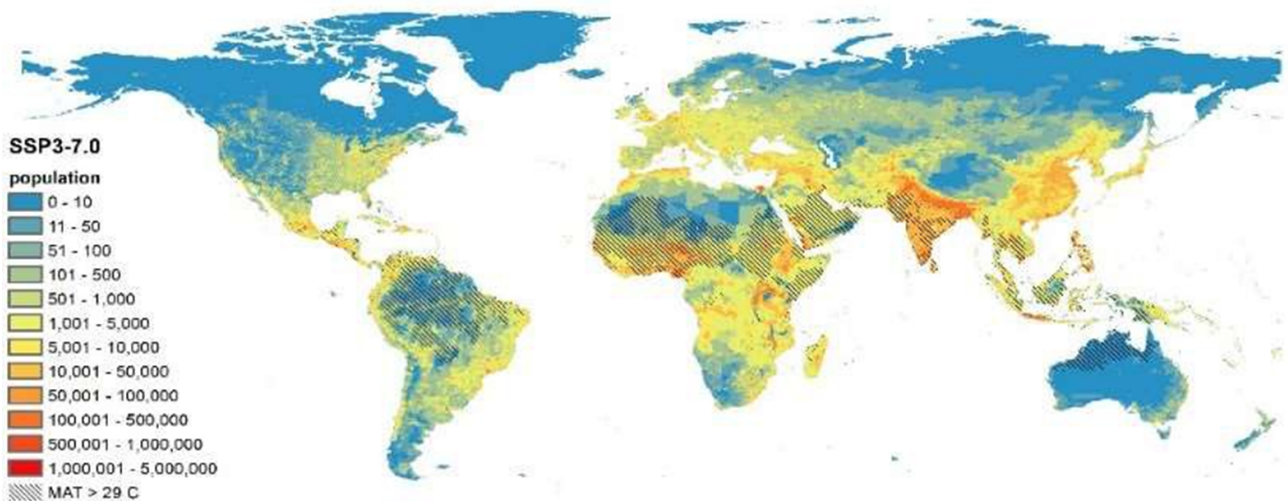 SSP3-7.0
population
0 - 10
11 - 50
51 - 100
101 - 500
501 - 1,000
1,001 - 5,000
5,001 - 10,000
10,001 - 50,000
50,001 - 100,000
100,001 - 500,000
500,001 - 1,000,000
1,000,001 - 5,000,000
MAT > 29 C